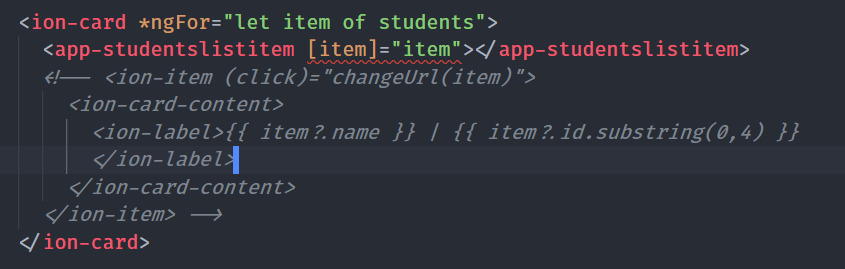 <ion-card *ngFor="let item of students">
<app-studentslistitem [item]="item"></app-studentslistitem>
<!-- <ion-item (click)="changeUrl(item)">
<ion-card-content>
<ion-label>{{ item?.name }} | {{ item?.id.substring(0,4) }}
</ion-label>
</ion-card-content>
</ion-item> -->
</ion-card>